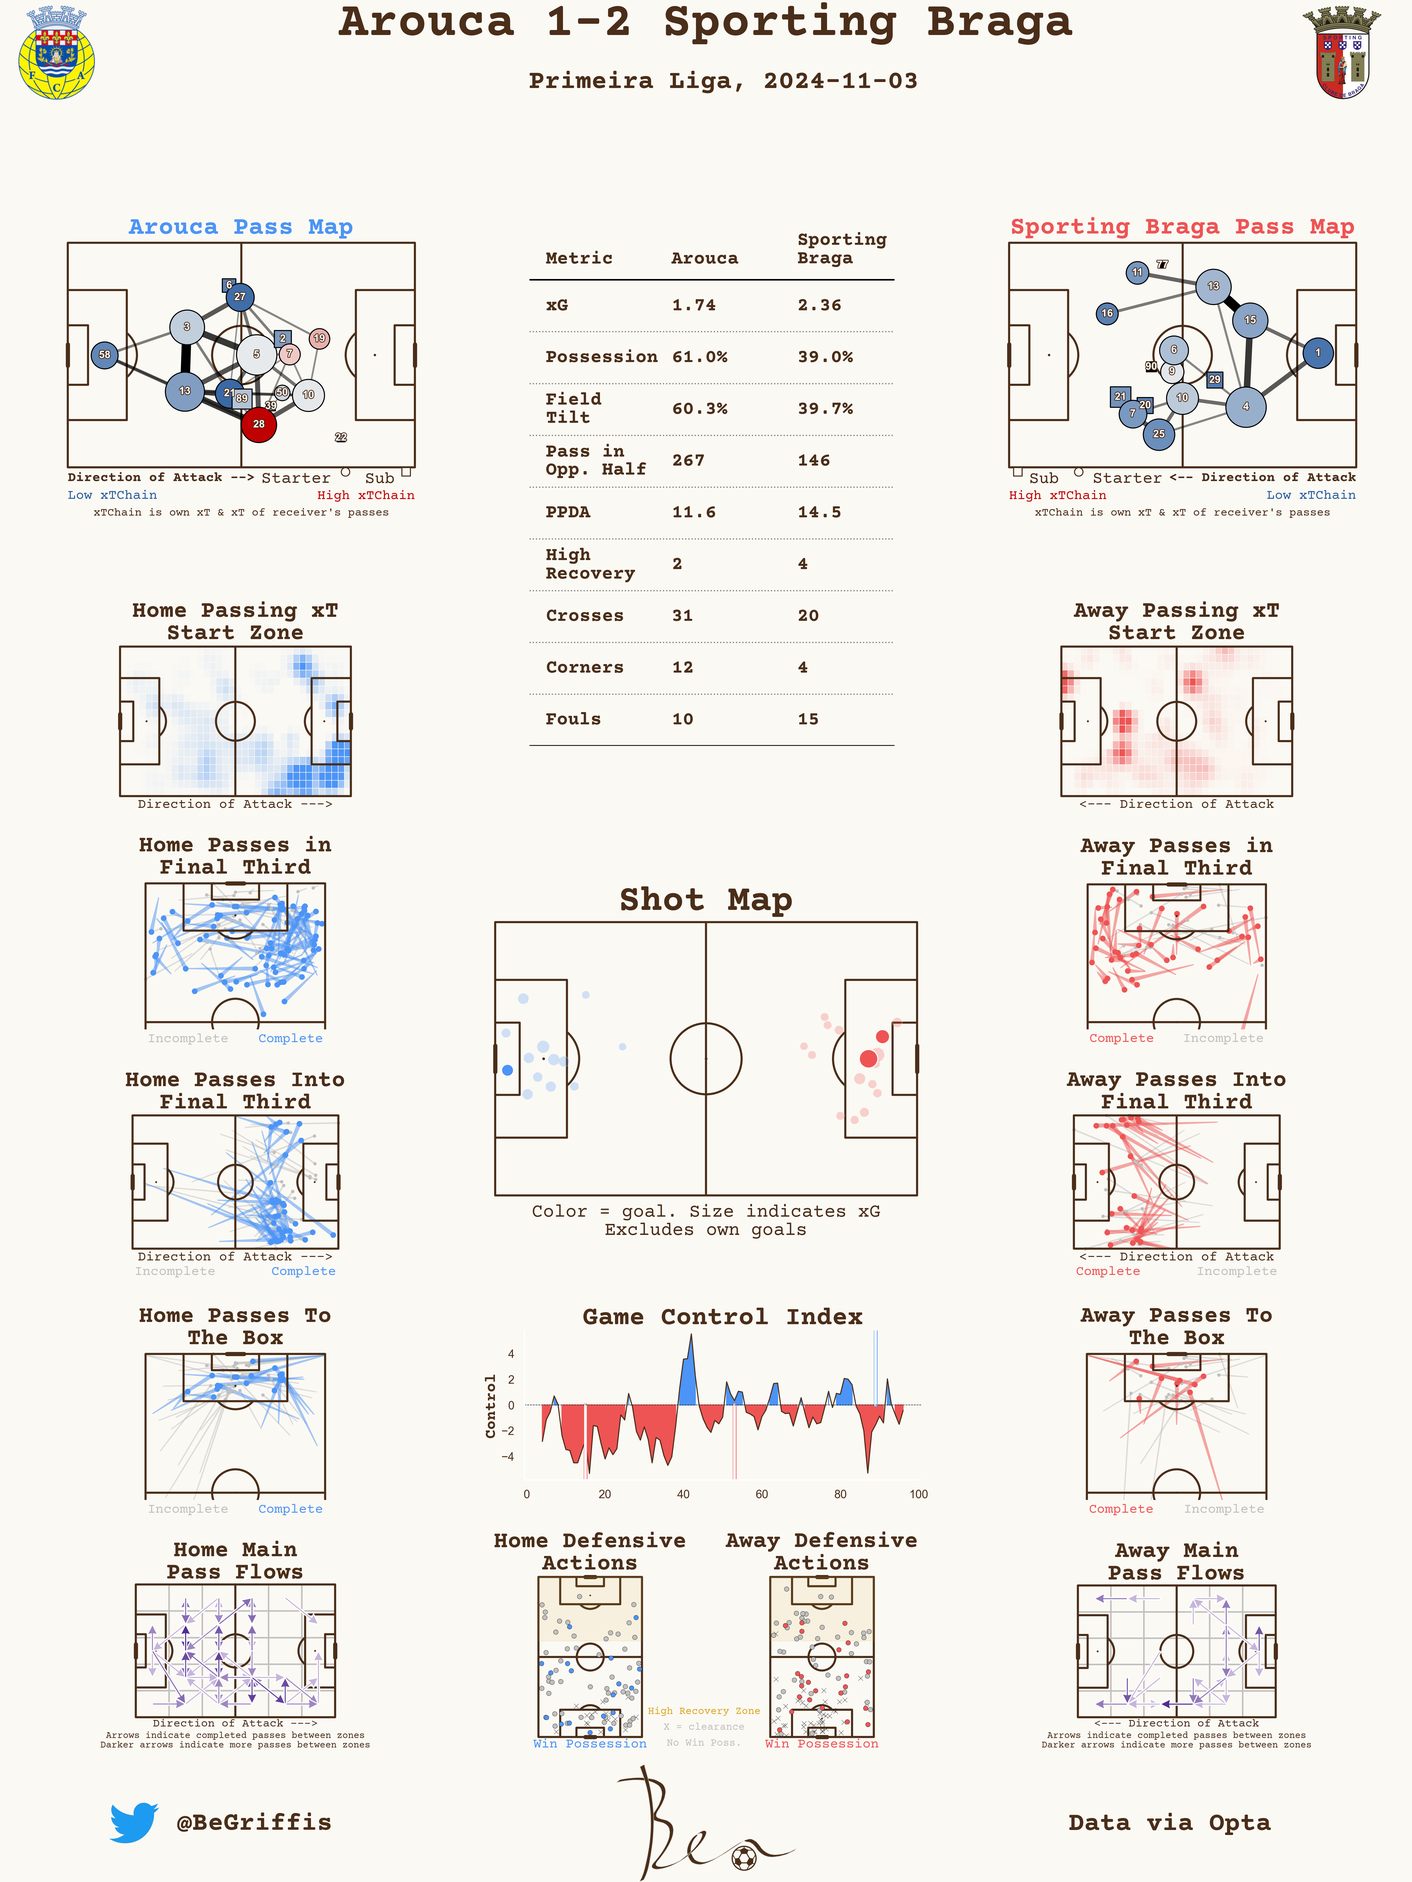 Arouca 1-2 Sporting Braga
Primeira Liga, 2024-11-03
Arouca Pass Map
6
27
3
2
19
58
5
7
13
21
89
50
10
39
28
22
Direction of Attack --> Starter Sub
Low xTChain High xTChain
xTChain is own xT & xT of receiver's passes
Metric Arouca Sporting Braga
xG 1.74 2.36
Possession 61.0% 39.0%
Field Tilt 60.3% 39.7%
Pass in Opp. Half 267 146
PPDA 11.6 14.5
High Recovery 2 4
Crosses 31 20
Corners 12 4
Fouls 10 15
Sporting Braga Pass Map
11
77
13
16
15
6
1
90
9
29
21
20
10
7
4
25
Sub Starter <-- Direction of Attack
High xTChain Low xTChain
xTChain is own xT & xT of receiver's passes
Home Passing xT
Start Zone
Direction of Attack --->
Away Passing xT
Start Zone
<--- Direction of Attack
Home Passes in
Final Third
Incomplete Complete
Away Passes in
Final Third
Complete Incomplete
Shot Map
Color = goal. Size indicates xG
Excludes own goals
Home Passes Into
Final Third
Direction of Attack --->
Incomplete Complete
Away Passes Into
Final Third
<--- Direction of Attack
Complete Incomplete
Home Passes To
The Box
Incomplete Complete
Game Control Index
Control
4
2
0
−2
−4
0 20 40 60 80 100
Away Passes To
The Box
Complete Incomplete
Home Main
Pass Flows
Direction of Attack --->
Arrows indicate completed passes between zones
Darker arrows indicate more passes between zones
Home Defensive
Actions
Win Possession
High Recovery Zone
X = clearance
No Win Poss.
Away Defensive
Actions
Win Possession
Away Main
Pass Flows
<--- Direction of Attack
Arrows indicate completed passes between zones
Darker arrows indicate more passes between zones
@BeGriffis
Ben
Data via Opta
F A
C
SPORTING
CLUBE DE BRAGA